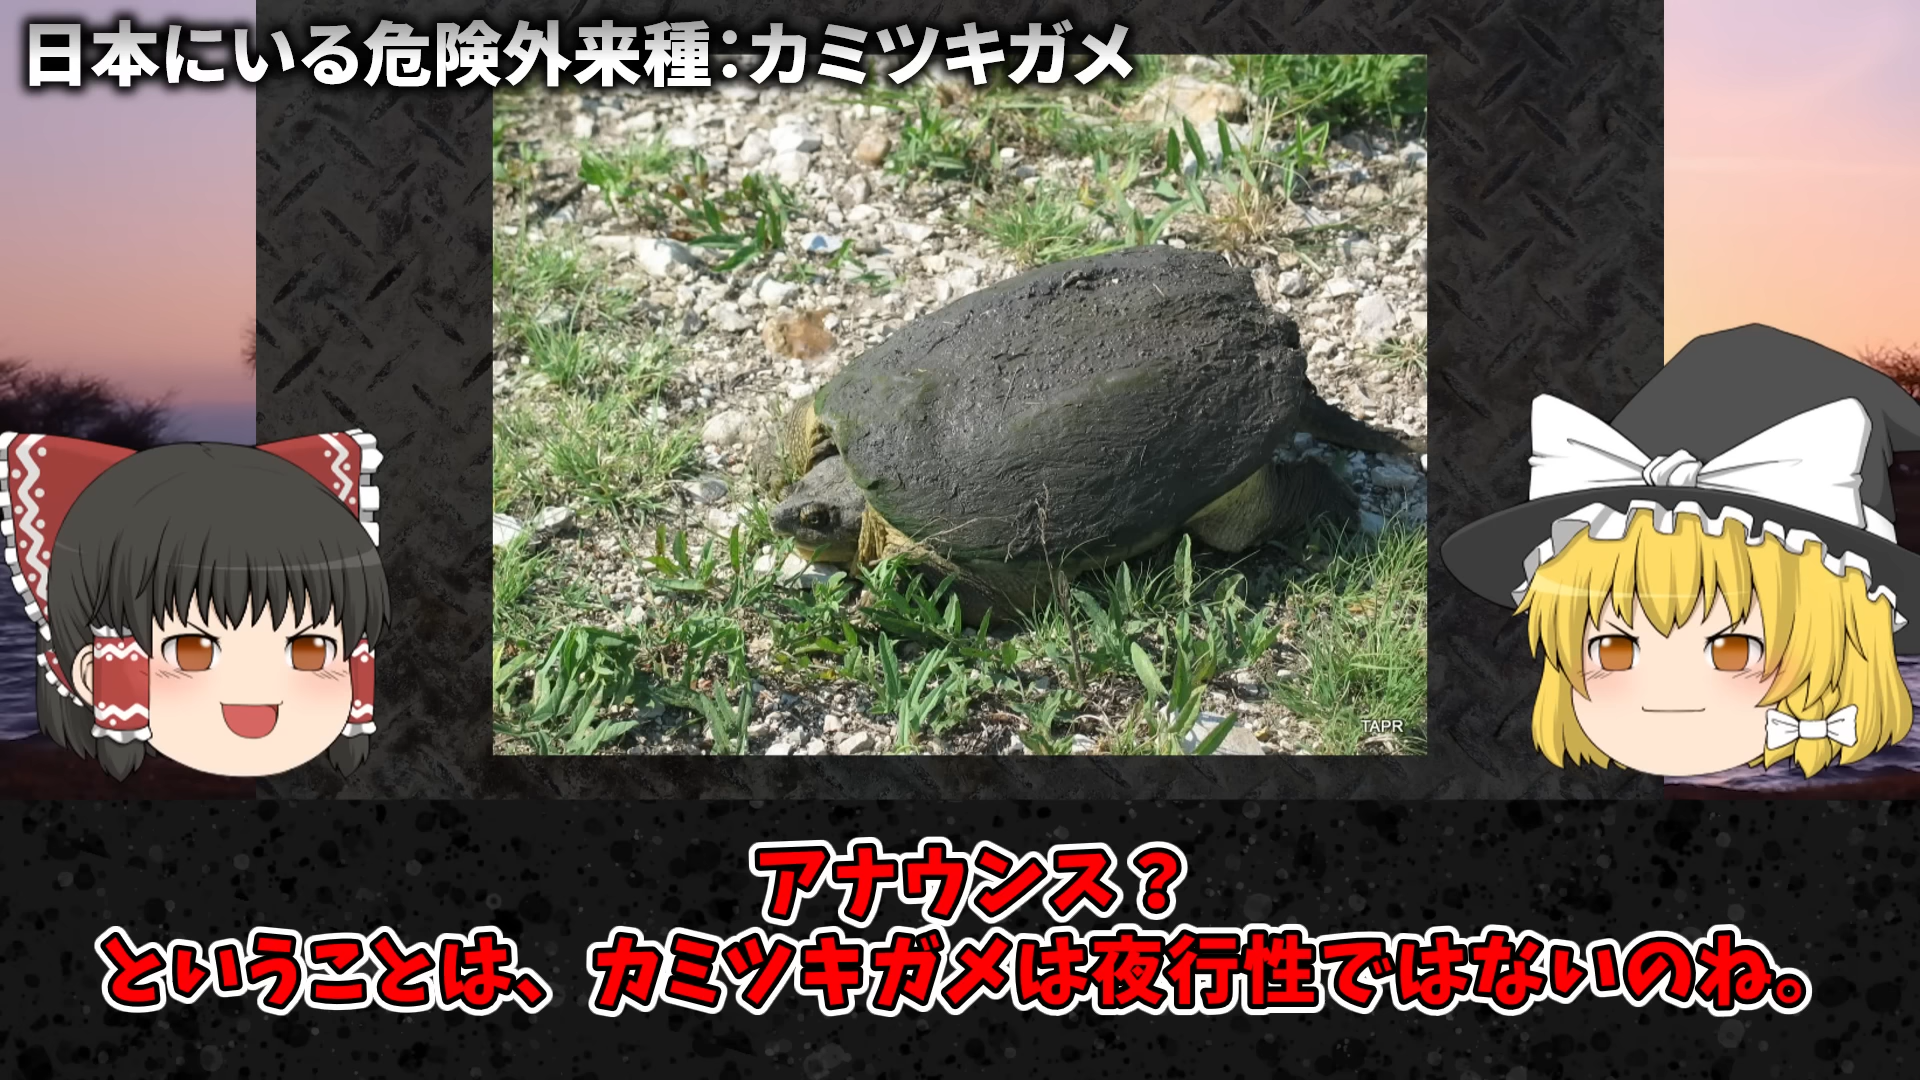 日本にいる危険外来種:カミツキガメ
TAPR
アナウンス？
ということは、カミツキガメは夜行性ではないのね。